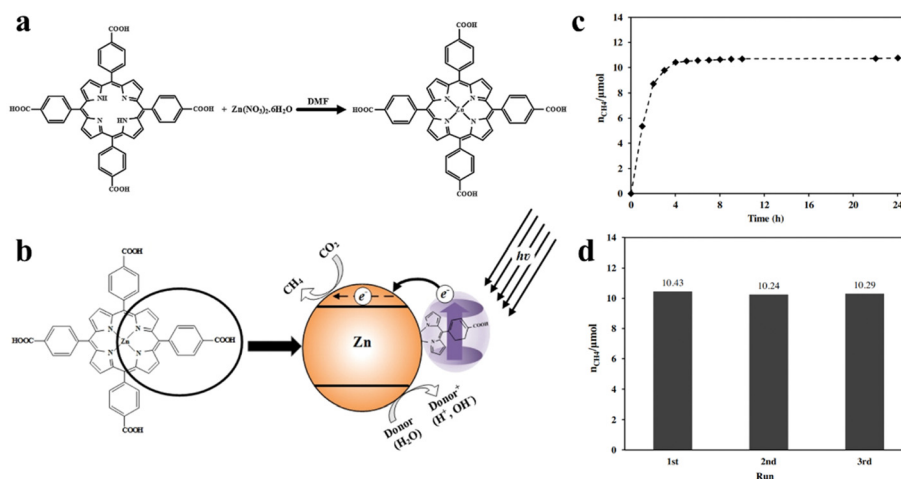 a
COOH
NH
N
HOOC
COOH
N
HN
COOH
+ Zn(NO3)2.6H2O
DMF
COOH
N
N
HOOC
Zn
COOH
N
N
COOH
b
COOH
N
N
HOOC
Zn
COOH
N
N
COOH
CO2
CH4
e-
e-
hυ
Zn
N
N
COOH
Donor
(H2O)
Donor+
(H+, OH-)
c
nCH4/μmol
14
12
10
8
6
4
2
0
0 4 8 12 16 20 24
Time (h)
d
nCH4/μmol
14
12
10
8
6
4
2
0
10.43 10.24 10.29
1st 2nd 3rd
Run